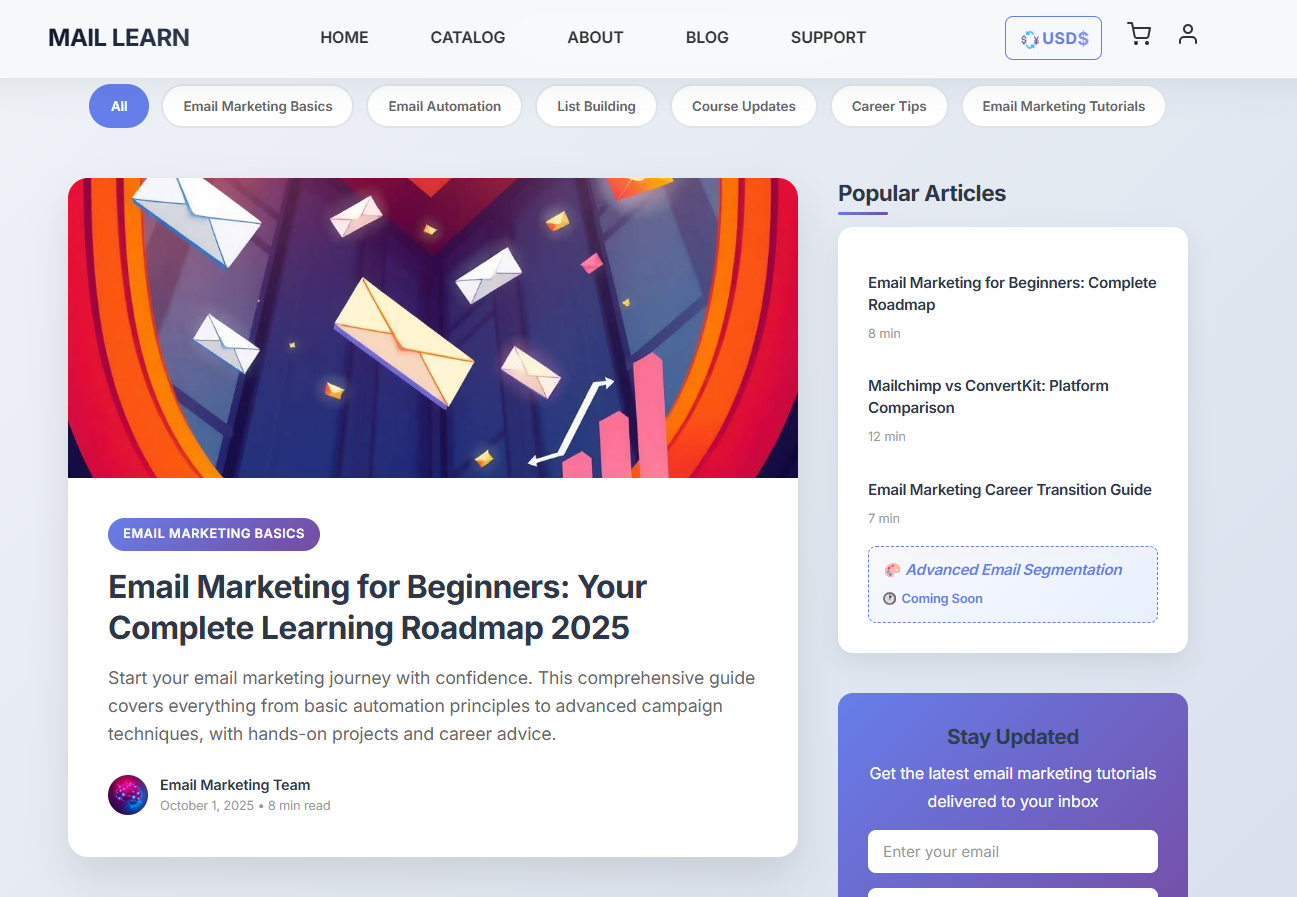 MAIL LEARN
HOME
CATALOG
ABOUT
BLOG
SUPPORT
USD$
All
Email Marketing Basics
Email Automation
List Building
Course Updates
Career Tips
Email Marketing Tutorials
EMAIL MARKETING BASICS
Email Marketing for Beginners: Your
Complete Learning Roadmap 2025
Start your email marketing journey with confidence. This comprehensive guide
covers everything from basic automation principles to advanced campaign
techniques, with hands-on projects and career advice.
Email Marketing Team
October 1, 2025 • 8 min read
Popular Articles
Email Marketing for Beginners: Complete
Roadmap
8 min
Mailchimp vs ConvertKit: Platform
Comparison
12 min
Email Marketing Career Transition Guide
7 min
Advanced Email Segmentation
Coming Soon
Stay Updated
Get the latest email marketing tutorials
delivered to your inbox
Enter your email